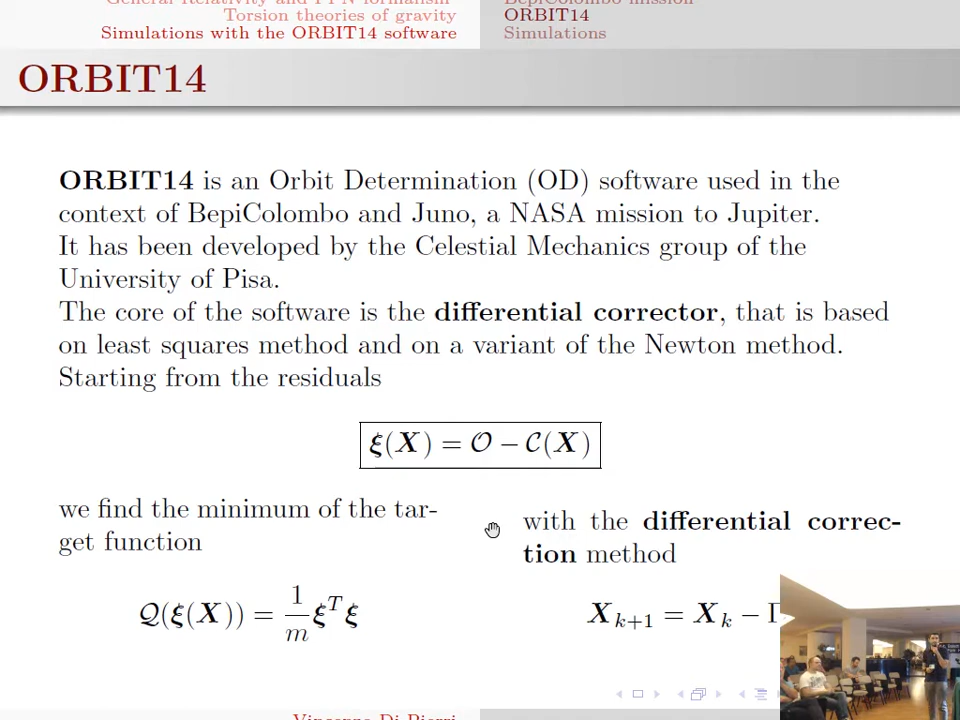 Torsion theories of gravity
Simulations with the ORBIT14 software
ORBIT14
Simulations
ORBIT14
ORBIT14 is an Orbit Determination (OD) software used in the
context of BepiColombo and Juno, a NASA mission to Jupiter.
It has been developed by the Celestial Mechanics group of the
University of Pisa.
The core of the software is the differential corrector, that is based
on least squares method and on a variant of the Newton method.
Starting from the residuals
ξ(X) = 𝒪 − 𝒞(X)
we find the minimum of the tar-
get function
𝒬(ξ(X)) = 1/m ξ^T ξ
with the differential correc-
tion method
X_{k+1} = X_k − Γ